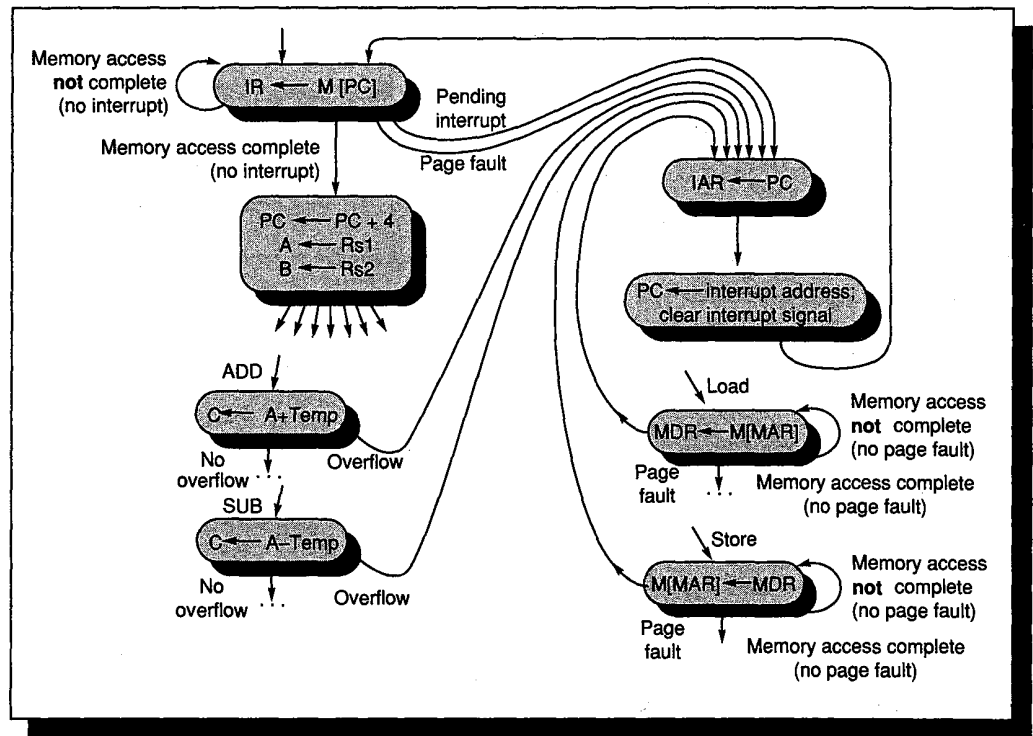 Memory access
not complete
(no interrupt)
IR ← M [PC]
Pending
interrupt
Page fault
Memory access complete
(no interrupt)
PC ← PC + 4
A ← Rs1
B ← Rs2
IAR ← PC
PC ← Interrupt address;
clear interrupt signal
ADD
C ← A+Temp
No
overflow
...
Overflow
SUB
C ← A–Temp
No
overflow
...
Overflow
Load
MDR ← M[MAR]
Memory access
not complete
(no page fault)
Page
fault
...
Memory access complete
(no page fault)
Store
M[MAR] ← MDR
Memory access
not complete
(no page fault)
Page
fault
Memory access complete
(no page fault)